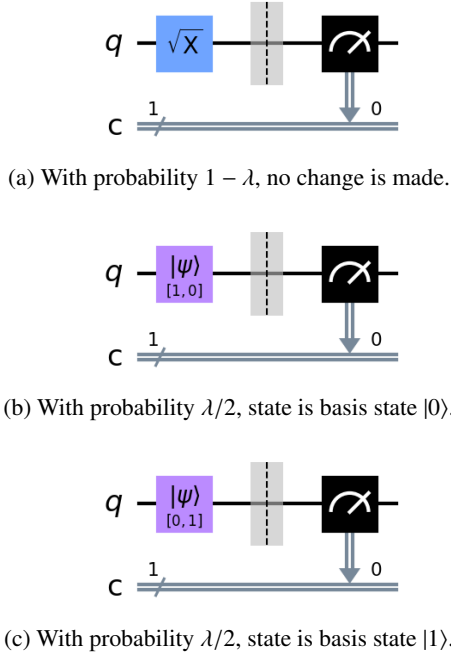 q √X
1 0
c
(a) With probability 1 − λ, no change is made.
q |ψ⟩
[1, 0]
1 0
c
(b) With probability λ/2, state is basis state |0⟩.
q |ψ⟩
[0, 1]
1 0
c
(c) With probability λ/2, state is basis state |1⟩.